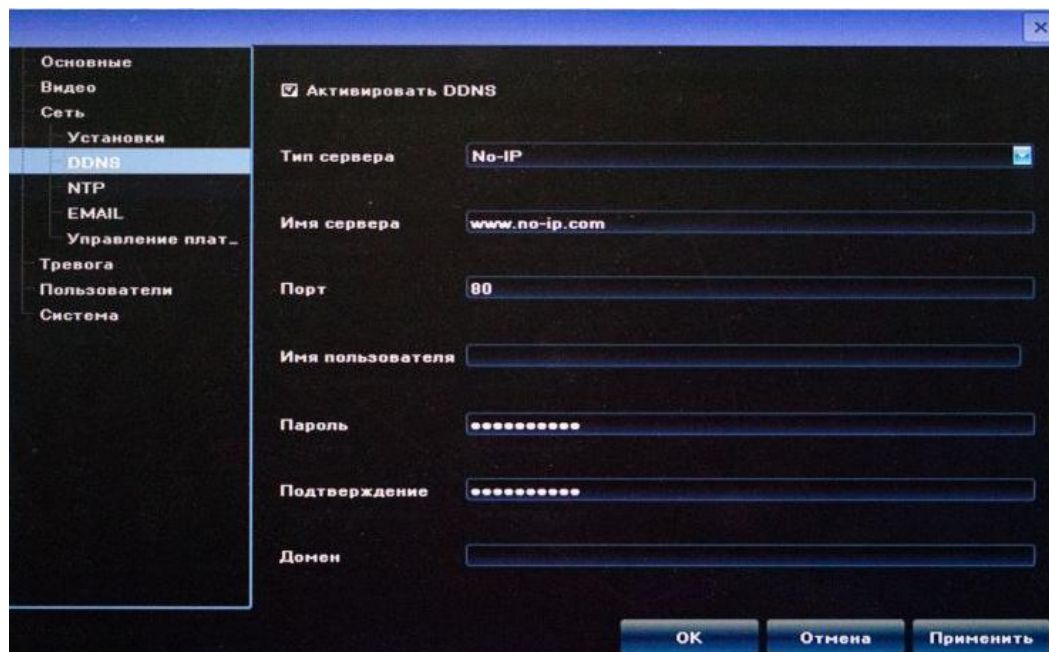 Основные
Видео
Сеть
Установки
DDNS
NTP
EMAIL
Управление плат...
Тревога
Пользователи
Система
Активировать DDNS
Тип сервера No-IP
Имя сервера www.no-ip.com
Порт 80
Имя пользователя
Пароль ••••••••••
Подтверждение ••••••••••
Домен
OK Отмена Применить